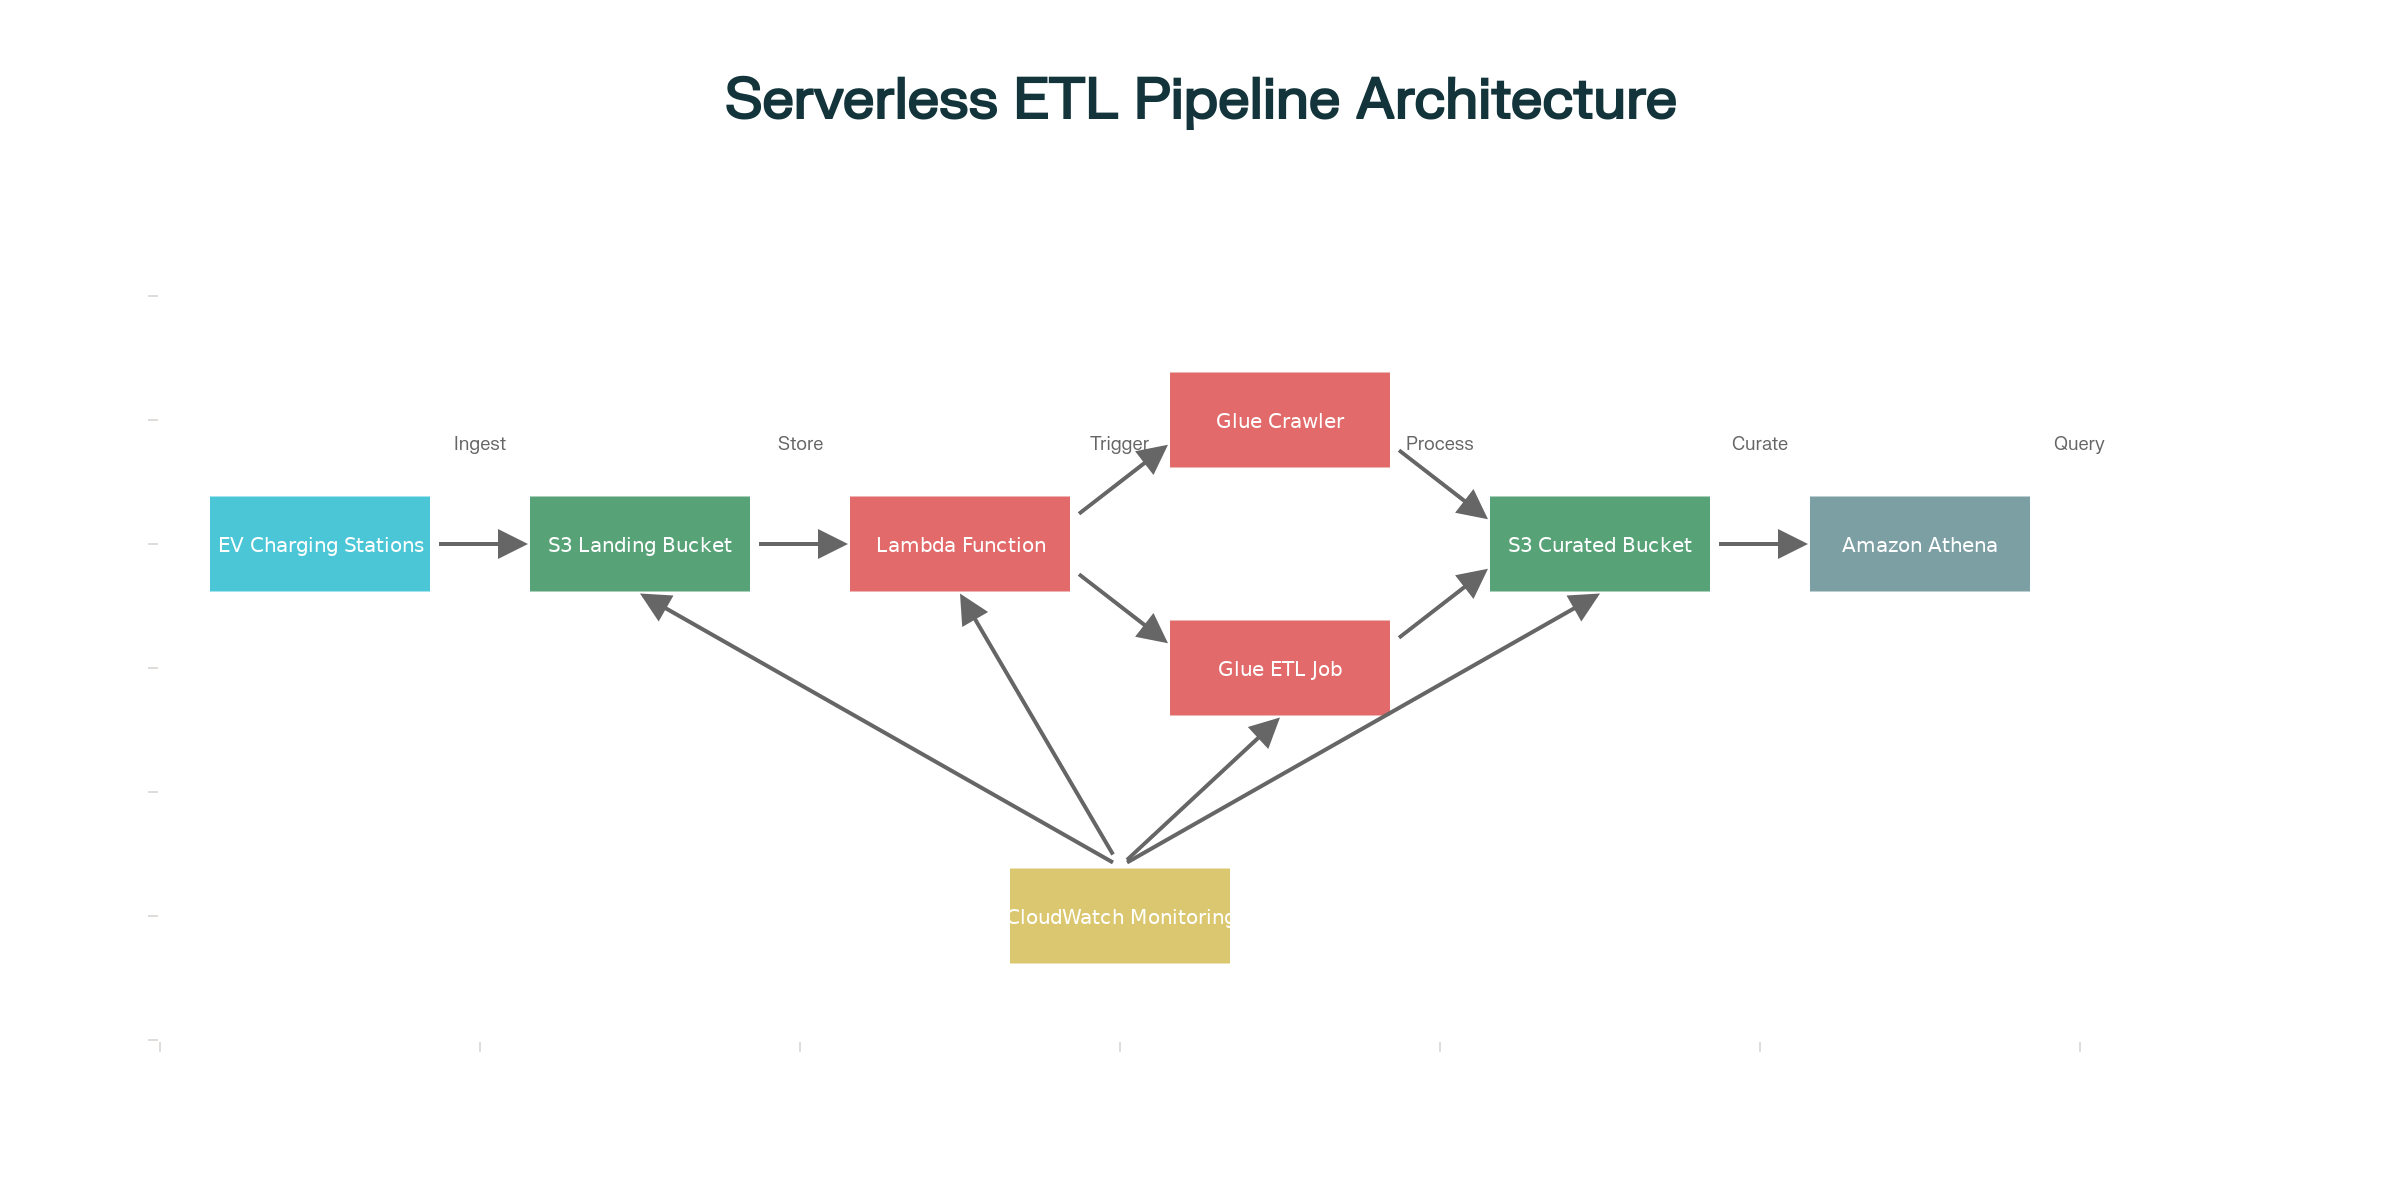 Serverless ETL Pipeline Architecture
Glue Crawler
Ingest
Store
Trigger
Process
Curate
Query
EV Charging Stations
S3 Landing Bucket
Lambda Function
S3 Curated Bucket
Amazon Athena
Glue ETL Job
CloudWatch Monitoring